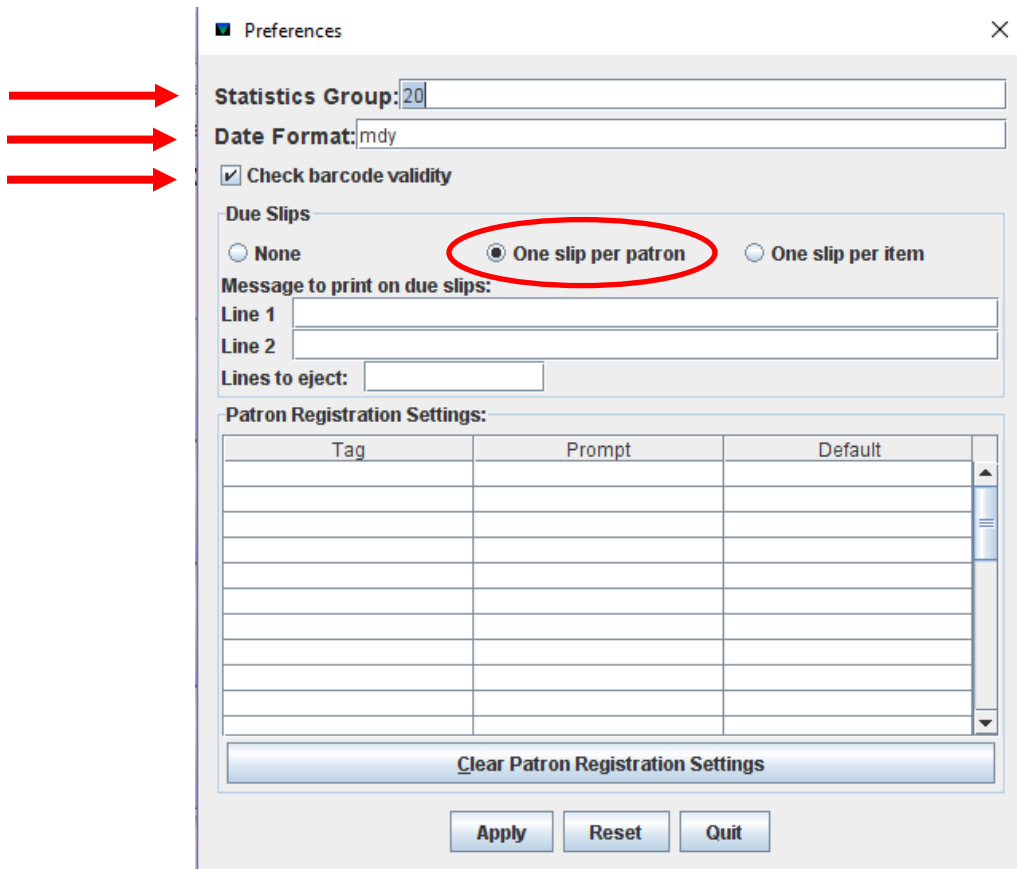 Preferences
Statistics Group: 20
Date Format: mdy
Check barcode validity
Due Slips
None One slip per patron One slip per item
Message to print on due slips:
Line 1
Line 2
Lines to eject:
Patron Registration Settings:
Tag Prompt Default
Clear Patron Registration Settings
Apply Reset Quit